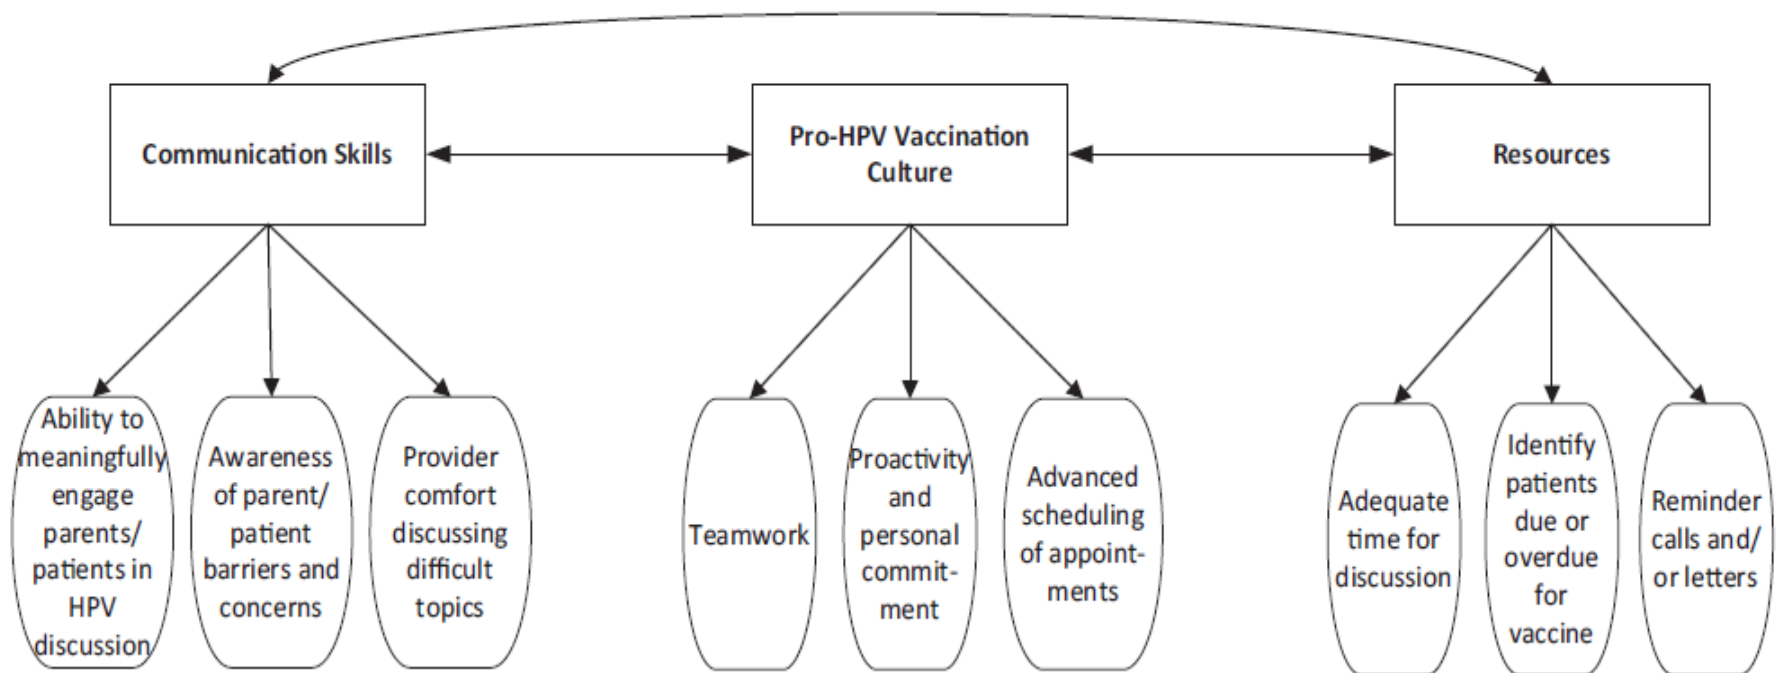 Communication Skills
Pro-HPV Vaccination
Culture
Resources
Ability to
meaningfully
engage
parents/
patients in
HPV
discussion
Awareness
of parent/
patient
barriers and
concerns
Provider
comfort
discussing
difficult
topics
Teamwork
Proactivity
and
personal
commit-
ment
Advanced
scheduling
of appoint-
ments
Adequate
time for
discussion
Identify
patients
due or
overdue
for
vaccine
Reminder
calls and/
or letters